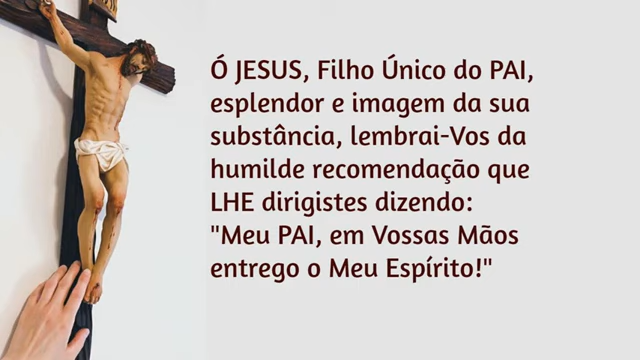 Ó JESUS, Filho Único do PAI,
esplendor e imagem da sua
substância, lembrai-Vos da
humilde recomendação que
LHE dirigistes dizendo:
"Meu PAI, em Vossas Mãos
entrego o Meu Espírito!"